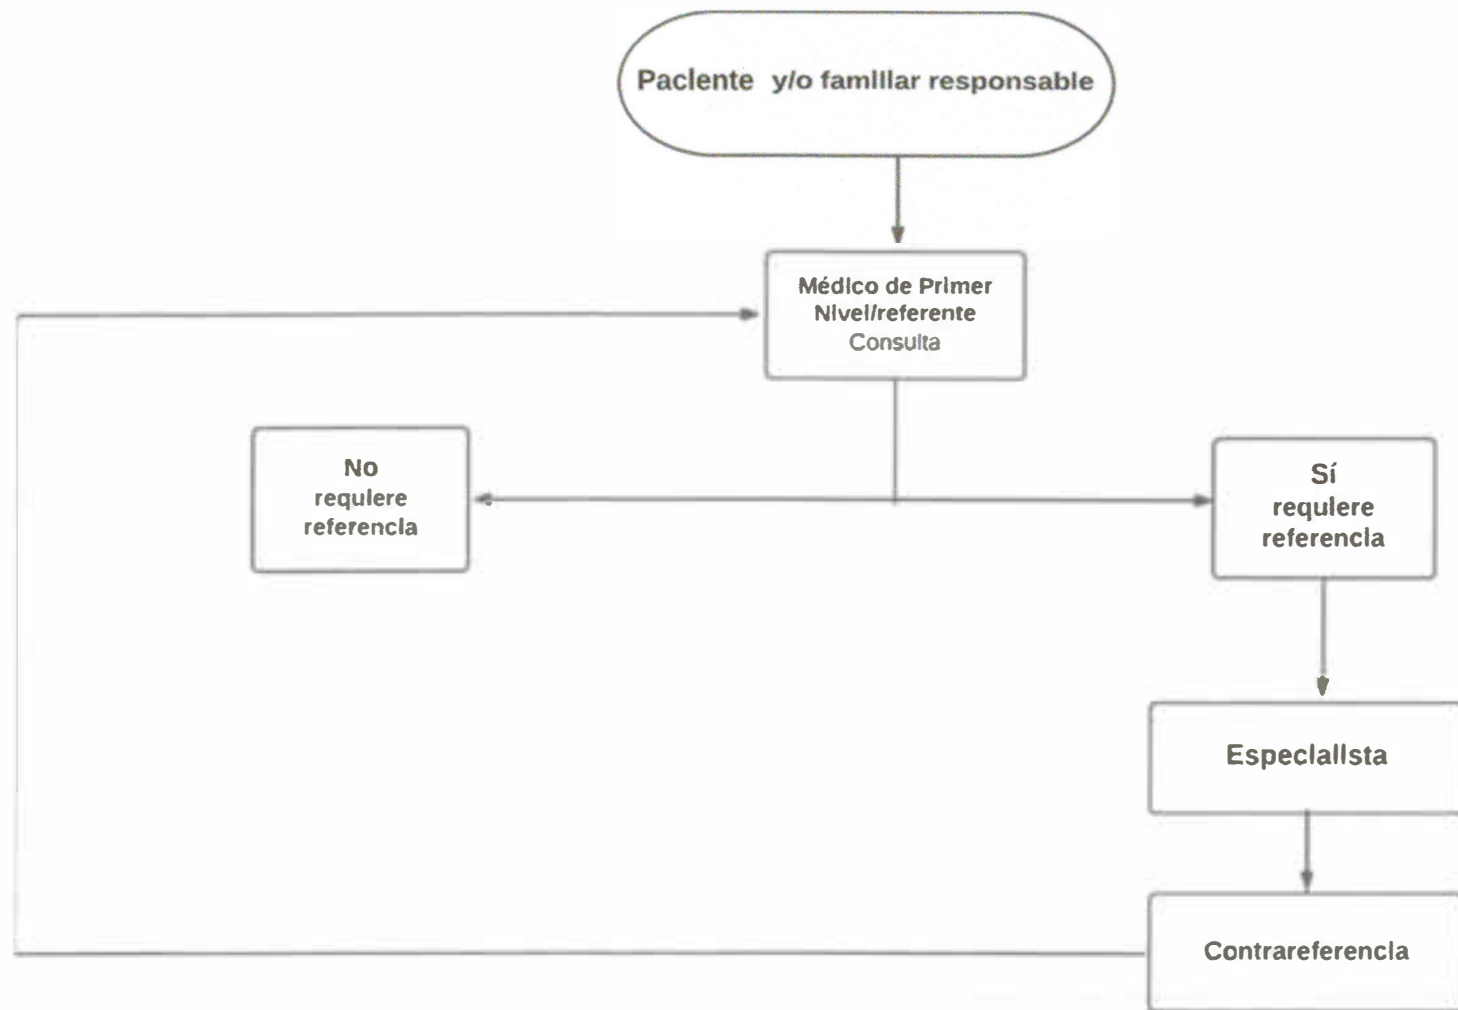 Paciente y/o familiar responsable
Médico de Primer
Nivel/referente
Consulta
No
requiere
referencia
Sí
requiere
referencia
Especialista
Contrareferencia